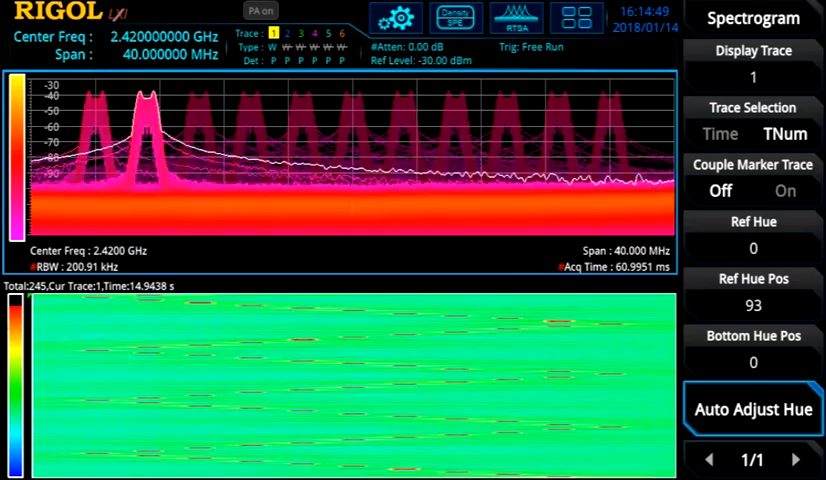 RIGOL LXI
PA on
Center Freq : 2.420000000 GHz
Span : 40.000000 MHz
Trace : 1 2 3 4 5 6
Type : W W W W W W
Det : P P P P P P
#Atten: 0.00 dB
Ref Level: -30.00 dBm
Density
SPE
RTSA
Trig: Free Run
16:14:49
2018/01/14
-30
-40
-50
-60
-70
-80
-90
Center Freq : 2.4200 GHz
Span : 40.000 MHz
#RBW : 200.91 kHz
#Acq Time : 60.9951 ms
Total:245,Cur Trace:1,Time:14.9438 s
Spectrogram
Display Trace
1
Trace Selection
Time TNum
Couple Marker Trace
Off On
Ref Hue
0
Ref Hue Pos
93
Bottom Hue Pos
0
Auto Adjust Hue
1/1